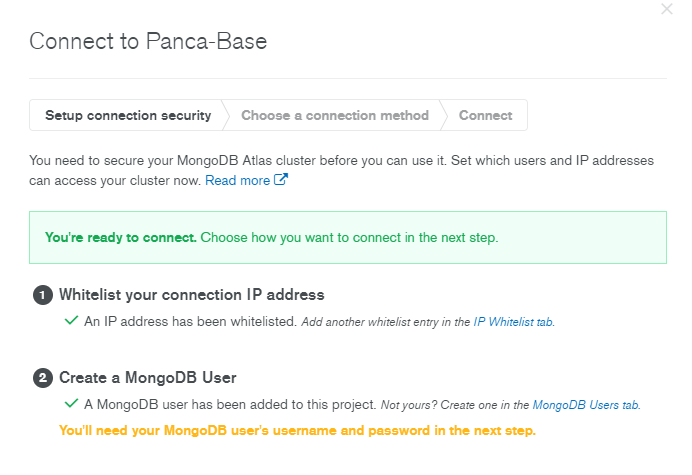 Connect to Panca-Base
Setup connection security
Choose a connection method
Connect
You need to secure your MongoDB Atlas cluster before you can use it. Set which users and IP addresses
can access your cluster now. Read more
You're ready to connect. Choose how you want to connect in the next step.
1 Whitelist your connection IP address
An IP address has been whitelisted. Add another whitelist entry in the IP Whitelist tab.
2 Create a MongoDB User
A MongoDB user has been added to this project. Not yours? Create one in the MongoDB Users tab.
You'll need your MongoDB user's username and password in the next step.